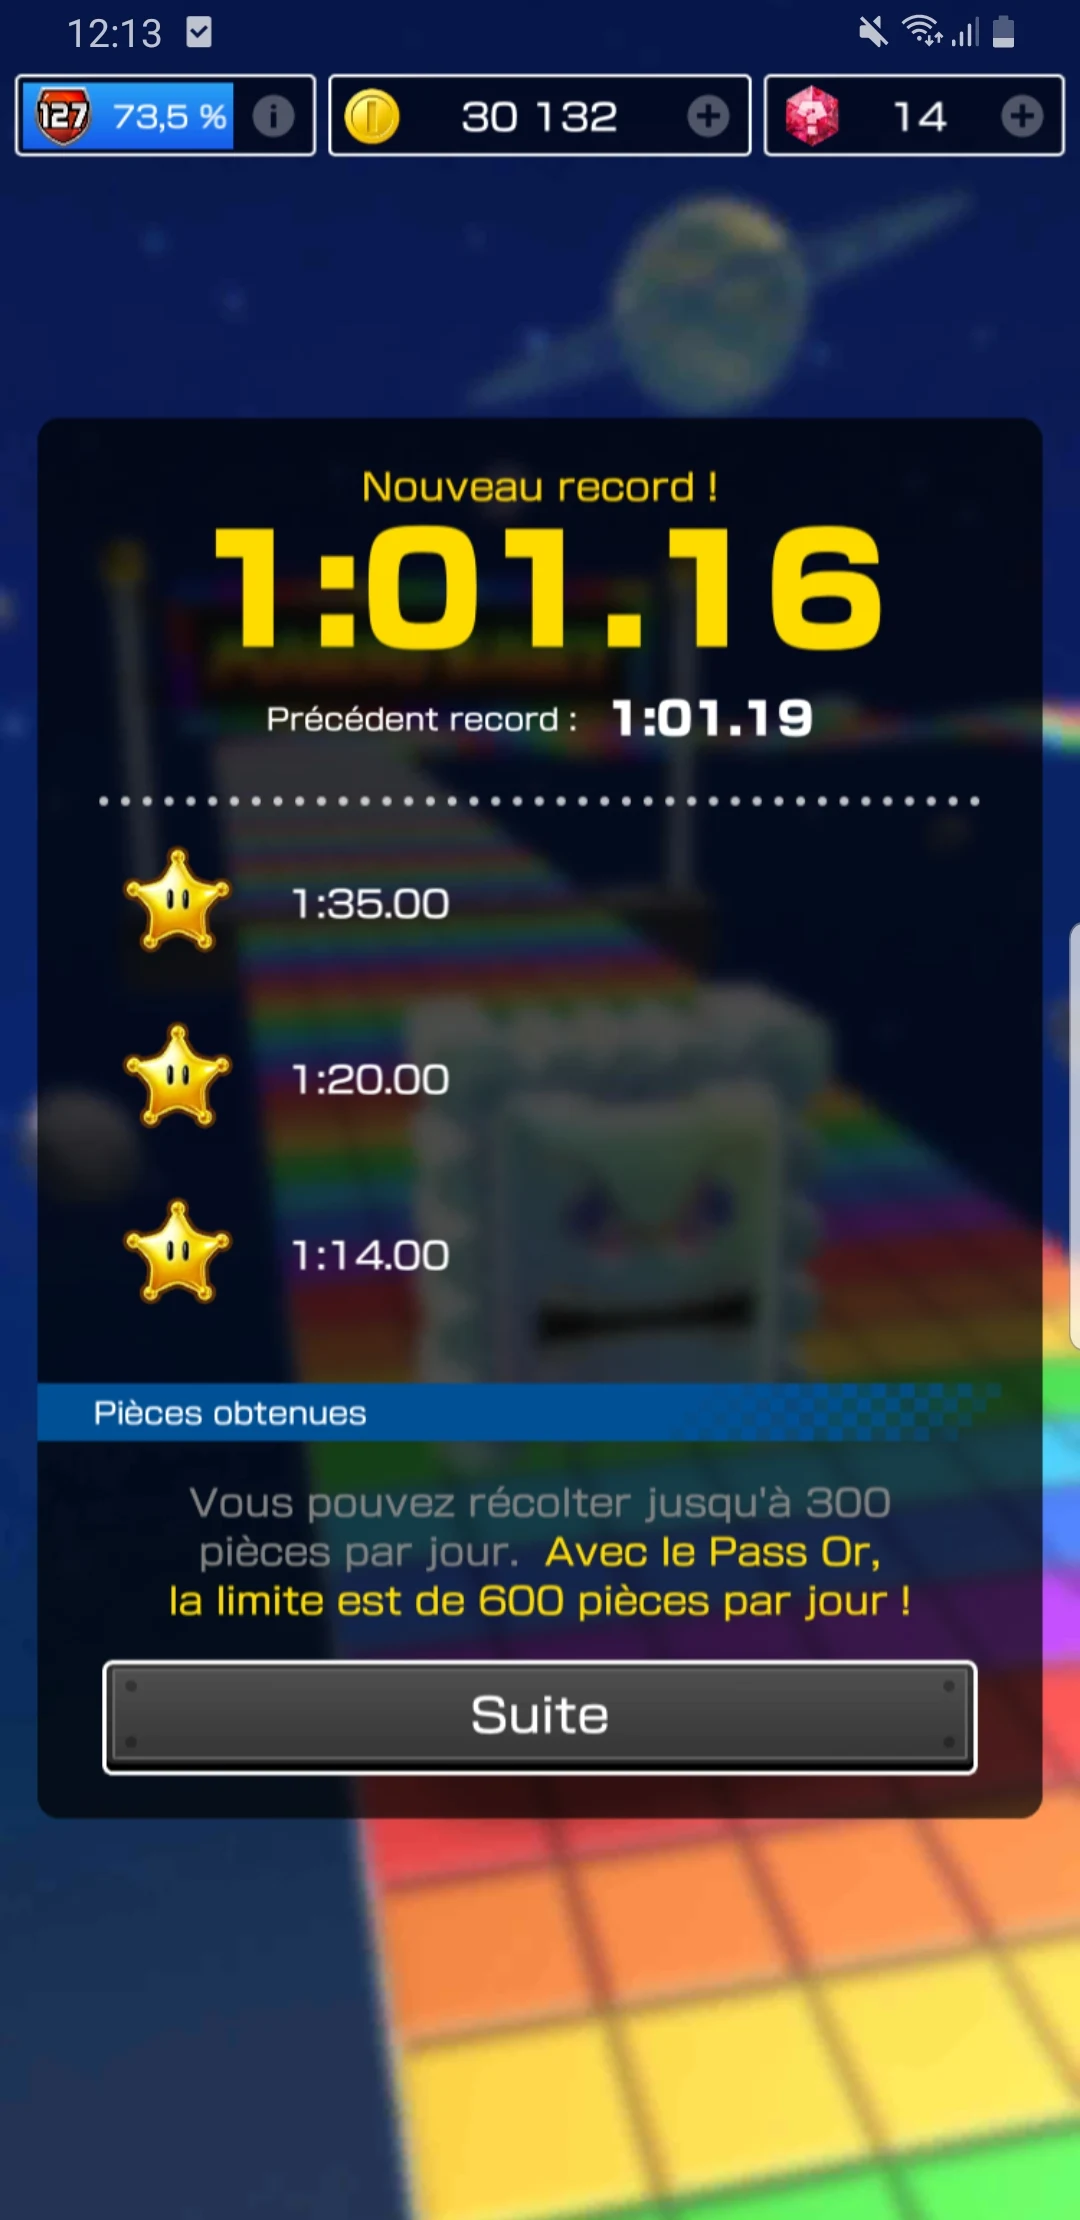 12:13
127 73,5 % 30 132 14
Nouveau record !
1:01.16
Précédent record : 1:01.19
1:35.00
1:20.00
1:14.00
Pièces obtenues
Vous pouvez récolter jusqu'à 300
pièces par jour. Avec le Pass Or,
la limite est de 600 pièces par jour !
Suite